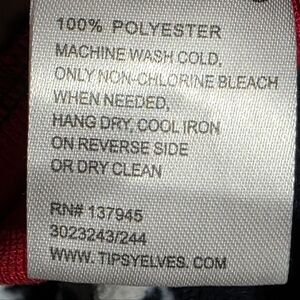 100% POLYESTER
MACHINE WASH COLD.
ONLY NON-CHLORINE BLEACH
WHEN NEEDED,
HANG DRY, COOL IRON
ON REVERSE SIDE
OR DRY CLEAN
RN# 137945
3023243/244
WWW. TIPSYELVES. COM